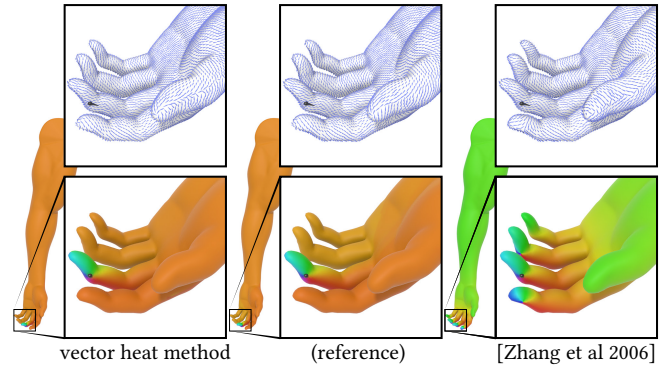 vector heat method
(reference)
[Zhang et al 2006]